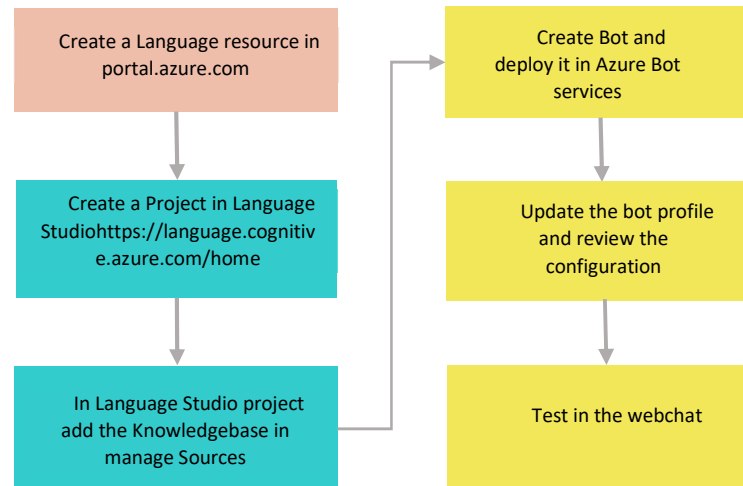 Create a Language resource in
portal.azure.com
Create a Project in Language
Studiohttps://language.cognitiv
e.azure.com/home
In Language Studio project
add the Knowledgebase in
manage Sources
Create Bot and
deploy it in Azure Bot
services
Update the bot profile
and review the
configuration
Test in the webchat